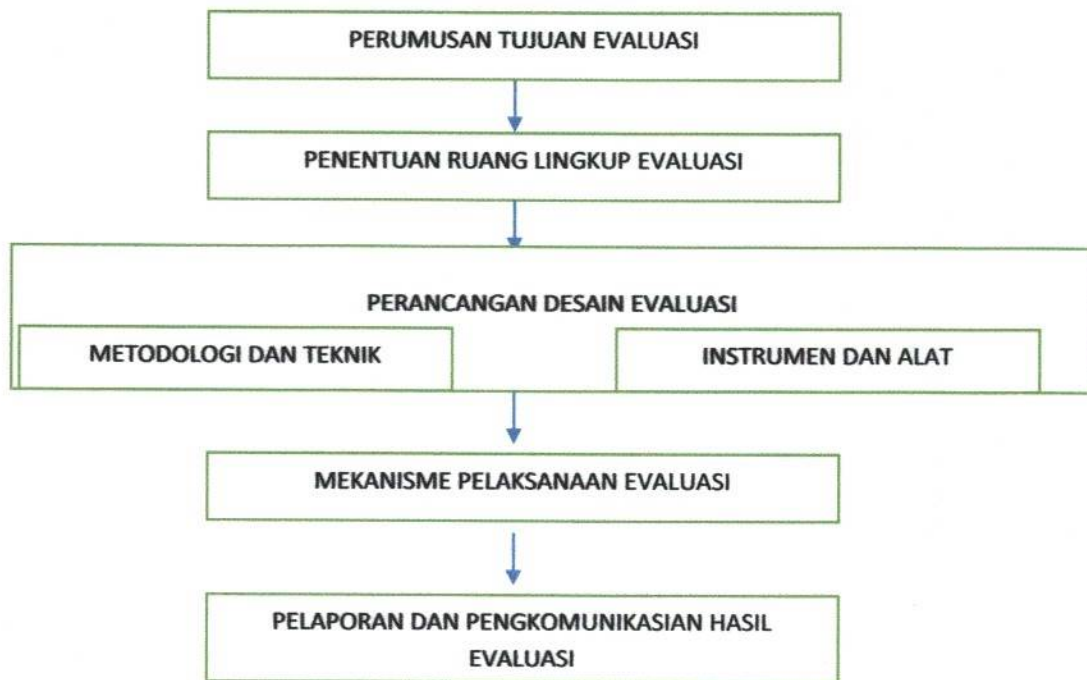 PERUMUSAN TUJUAN EVALUASI
PENENTUAN RUANG LINGKUP EVALUASI
PERANCANGAN DESAIN EVALUASI
METODOLOGI DAN TEKNIK
INSTRUMEN DAN ALAT
MEKANISME PELAKSANAAN EVALUASI
PELAPORAN DAN PENGKOMUNIKASIAN HASIL
EVALUASI